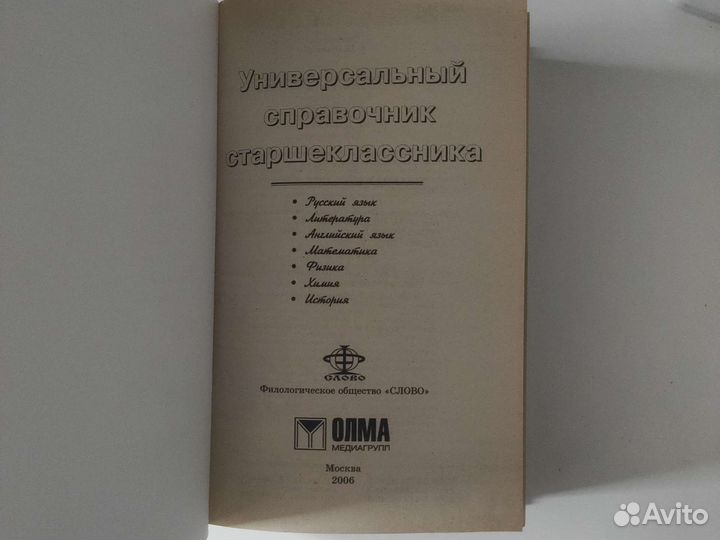 Универсальный
справочник
старшеклассника
• Русский язык
• Литература
• Английский язык
• Математика
• Физика
• Химия
• История
СЛОВО
Филологическое общество «СЛОВО»
ОЛМА
МЕДИАГРУПП
Москва
2006
Avito